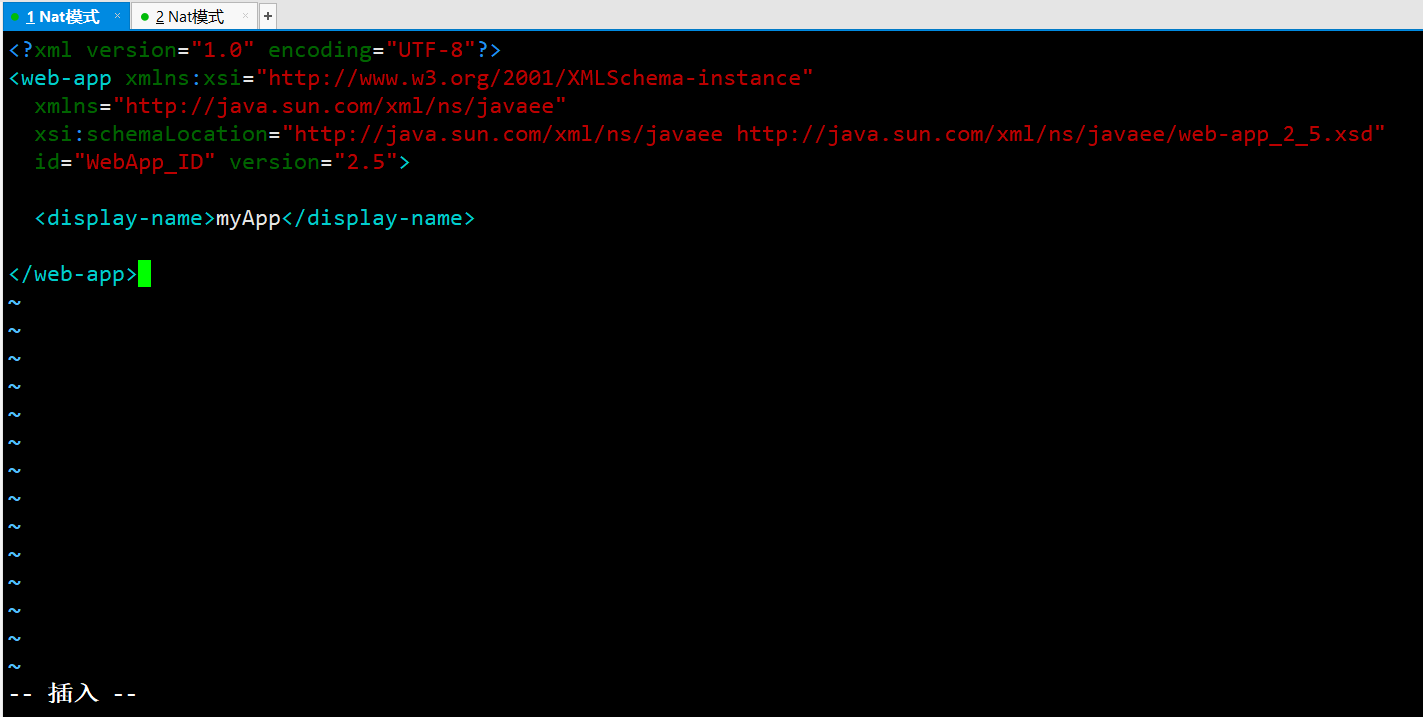 1 Nat模式 × 2 Nat模式 × +
<?xml version="1.0" encoding="UTF-8"?>
<web-app xmlns:xsi="http://www.w3.org/2001/XMLSchema-instance"
  xmlns="http://java.sun.com/xml/ns/javaee"
  xsi:schemaLocation="http://java.sun.com/xml/ns/javaee http://java.sun.com/xml/ns/javaee/web-app_2_5.xsd"
  id="WebApp_ID" version="2.5">
  <display-name>myApp</display-name>
</web-app>
~
~
~
~
~
~
~
~
~
~
~
~
~
~
-- 插入 --